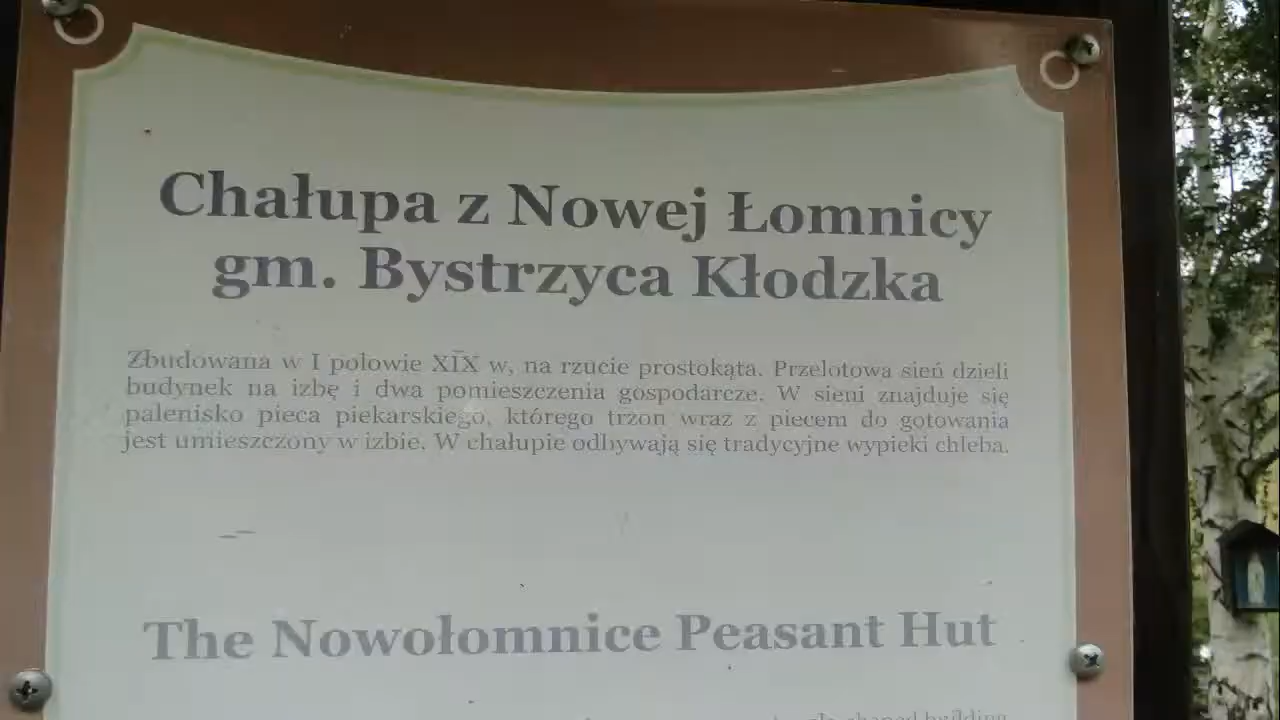 Chałupa z Nowej Łomnicy
gm. Bystrzyca Kłodzka
Zbudowana w I połowie XIX w, na rzucie prostokąta. Przelotowa sień dzieli
budynek na izbę i dwa pomieszczenia gospodarcze. W sieni znajduje się
palenisko pieca piekarskiego, którego trzon wraz z piecem do gotowania
jest umieszczony w izbie. W chałupie odbywają się tradycyjne wypieki chleba.
The Nowołomnice Peasant Hut
shaped building